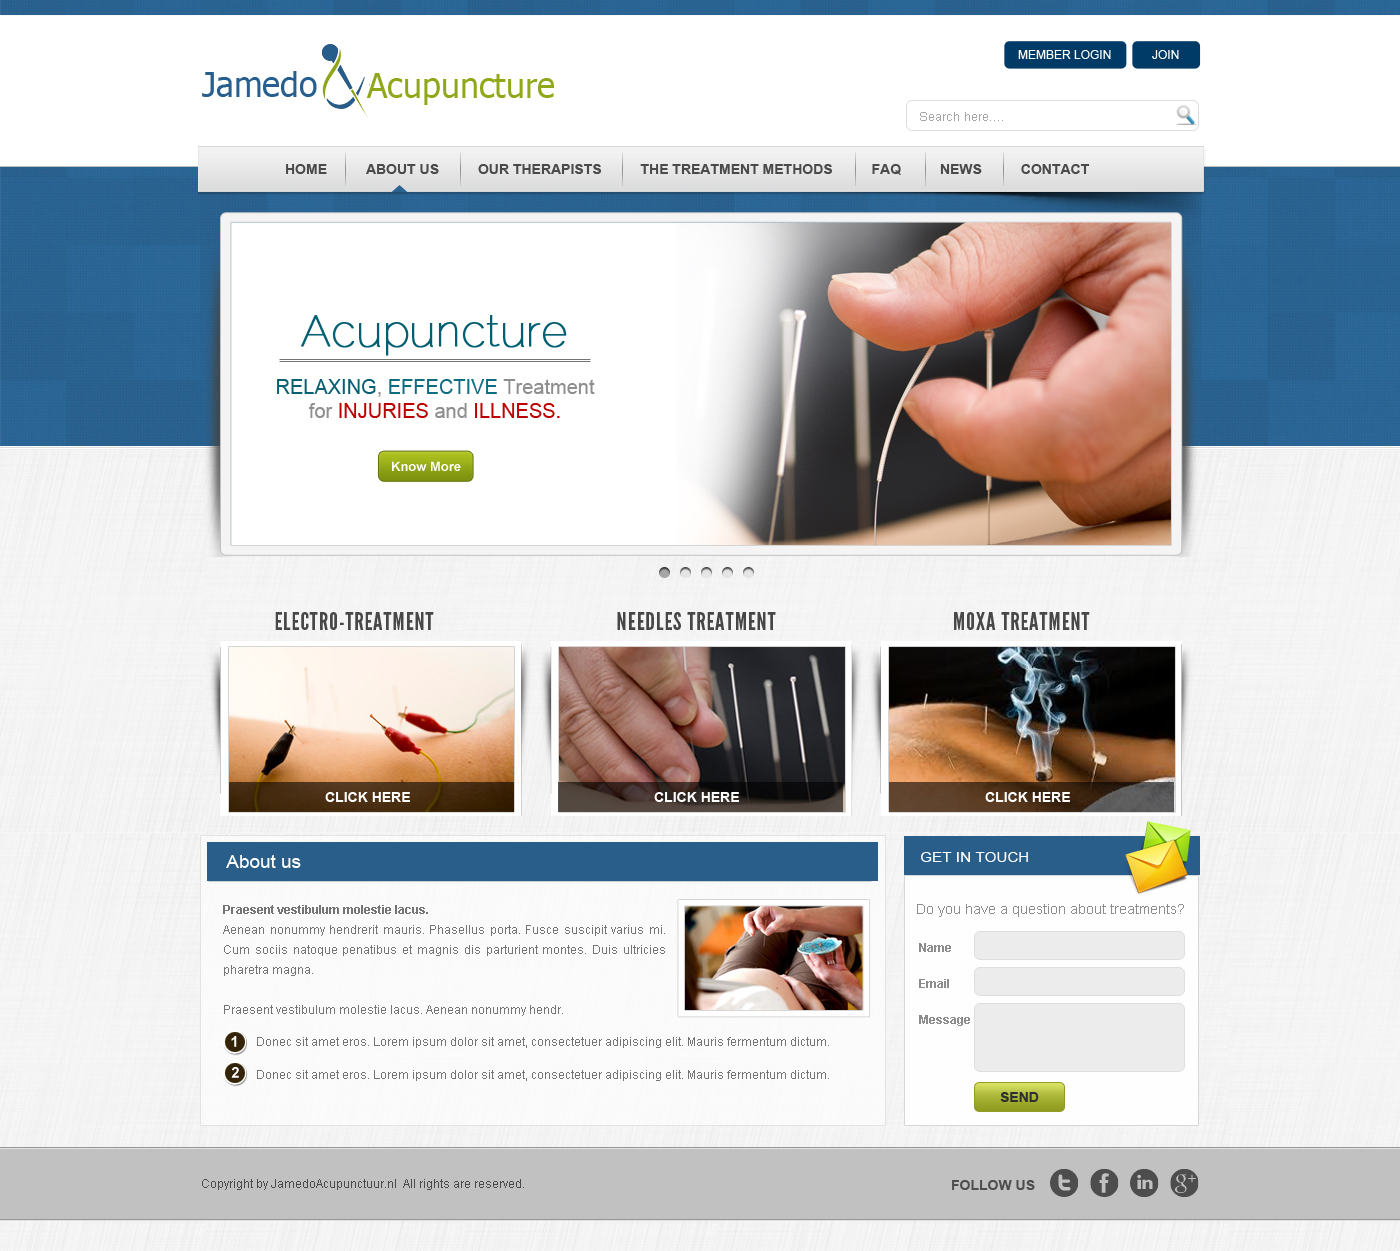 Jamedo Acupuncture
MEMBER LOGIN
JOIN
Search here....
HOME
ABOUT US
OUR THERAPISTS
THE TREATMENT METHODS
FAQ
NEWS
CONTACT
Acupuncture
RELAXING, EFFECTIVE Treatment
for INJURIES and ILLNESS.
Know More
ELECTRO-TREATMENT
NEEDLES TREATMENT
MOXA TREATMENT
CLICK HERE
CLICK HERE
CLICK HERE
About us
Praesent vestibulum molestie lacus.
Aenean nonummy hendrerit mauris. Phasellus porta. Fusce suscipit varius mi.
Cum sociis natoque penatibus et magnis dis parturient montes. Duis ultricies
pharetra magna.
Praesent vestibulum molestie lacus. Aenean nonummy hendr.
1 Donec sit amet eros. Lorem ipsum dolor sit amet, consectetuer adipiscing elit. Mauris fermentum dictum.
2 Donec sit amet eros. Lorem ipsum dolor sit amet, consectetuer adipiscing elit. Mauris fermentum dictum.
GET IN TOUCH
Do you have a question about treatments?
Name
Email
Message
SEND
Copyright by JamedoAcupunctuur.nl All rights are reserved.
FOLLOW US
t f in g+